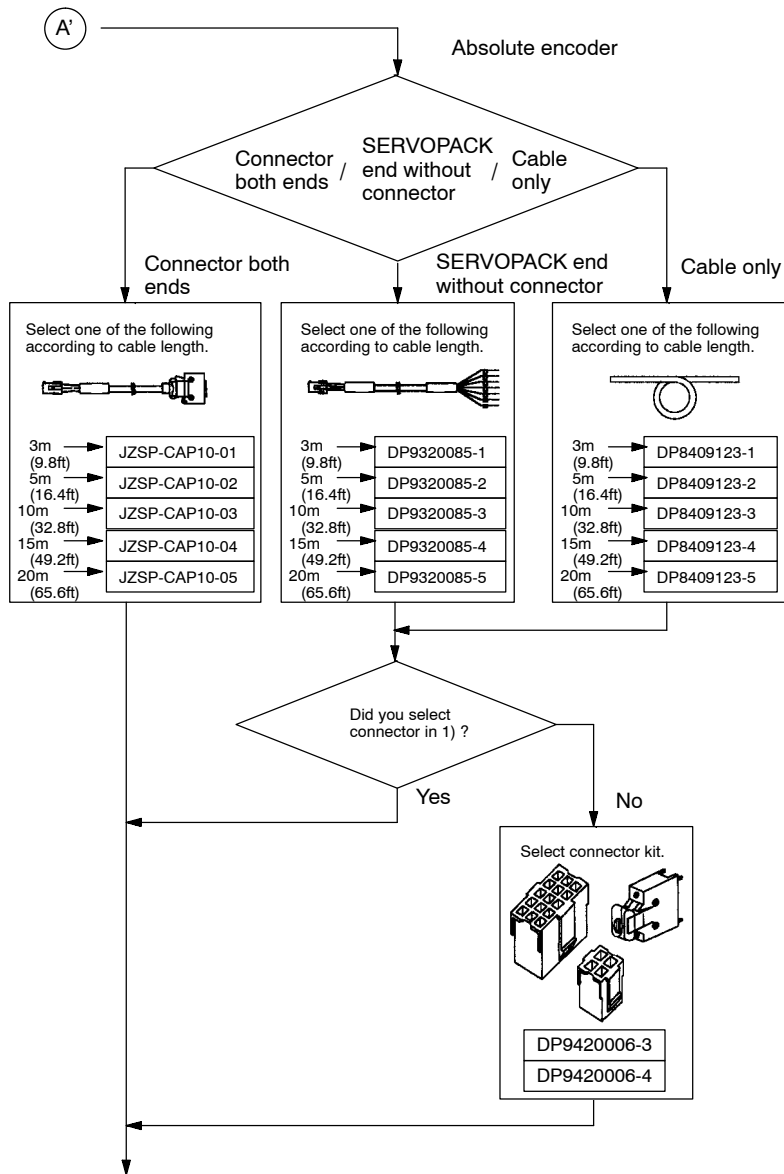 A'
Absolute encoder
Connector both ends / SERVOPACK end without connector / Cable only
Connector both
ends
SERVOPACK end
without connector
Cable only
Select one of the following
according to cable length.
3m
(9.8ft)
JZSP-CAP10-01
5m
(16.4ft)
JZSP-CAP10-02
10m
(32.8ft)
JZSP-CAP10-03
15m
(49.2ft)
JZSP-CAP10-04
20m
(65.6ft)
JZSP-CAP10-05
Select one of the following
according to cable length.
3m
(9.8ft)
DP9320085-1
5m
(16.4ft)
DP9320085-2
10m
(32.8ft)
DP9320085-3
15m
(49.2ft)
DP9320085-4
20m
(65.6ft)
DP9320085-5
Select one of the following
according to cable length.
3m
(9.8ft)
DP8409123-1
5m
(16.4ft)
DP8409123-2
10m
(32.8ft)
DP8409123-3
15m
(49.2ft)
DP8409123-4
20m
(65.6ft)
DP8409123-5
Did you select
connector in 1) ?
Yes
No
Select connector kit.
DP9420006-3
DP9420006-4